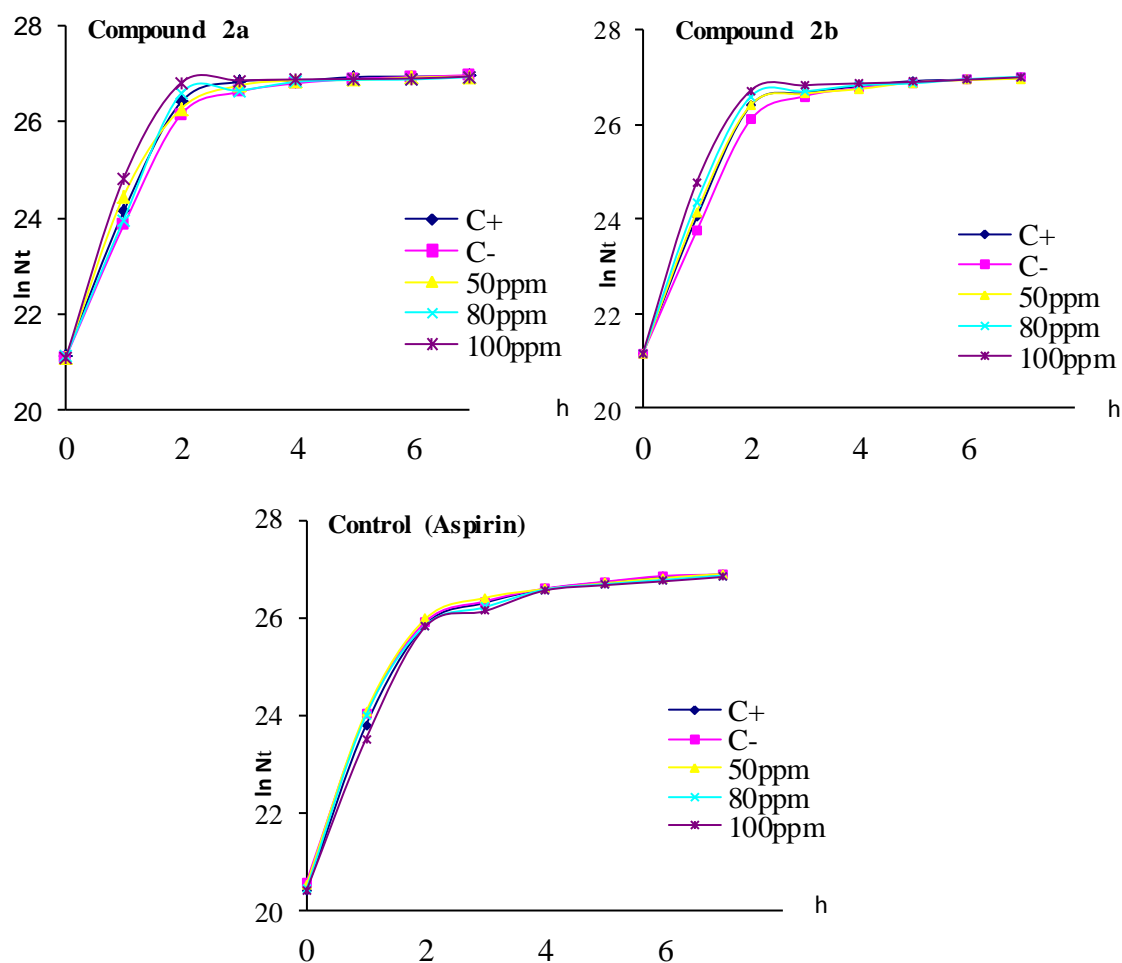 Compound 2a
28
26
24
22
20
ln Nt
0
2
4
6
h
C+
C-
50ppm
80ppm
100ppm
Compound 2b
28
26
24
22
20
ln Nt
0
2
4
6
h
C+
C-
50ppm
80ppm
100ppm
Control (Aspirin)
28
26
24
22
20
ln Nt
0
2
4
6
h
C+
C-
50ppm
80ppm
100ppm